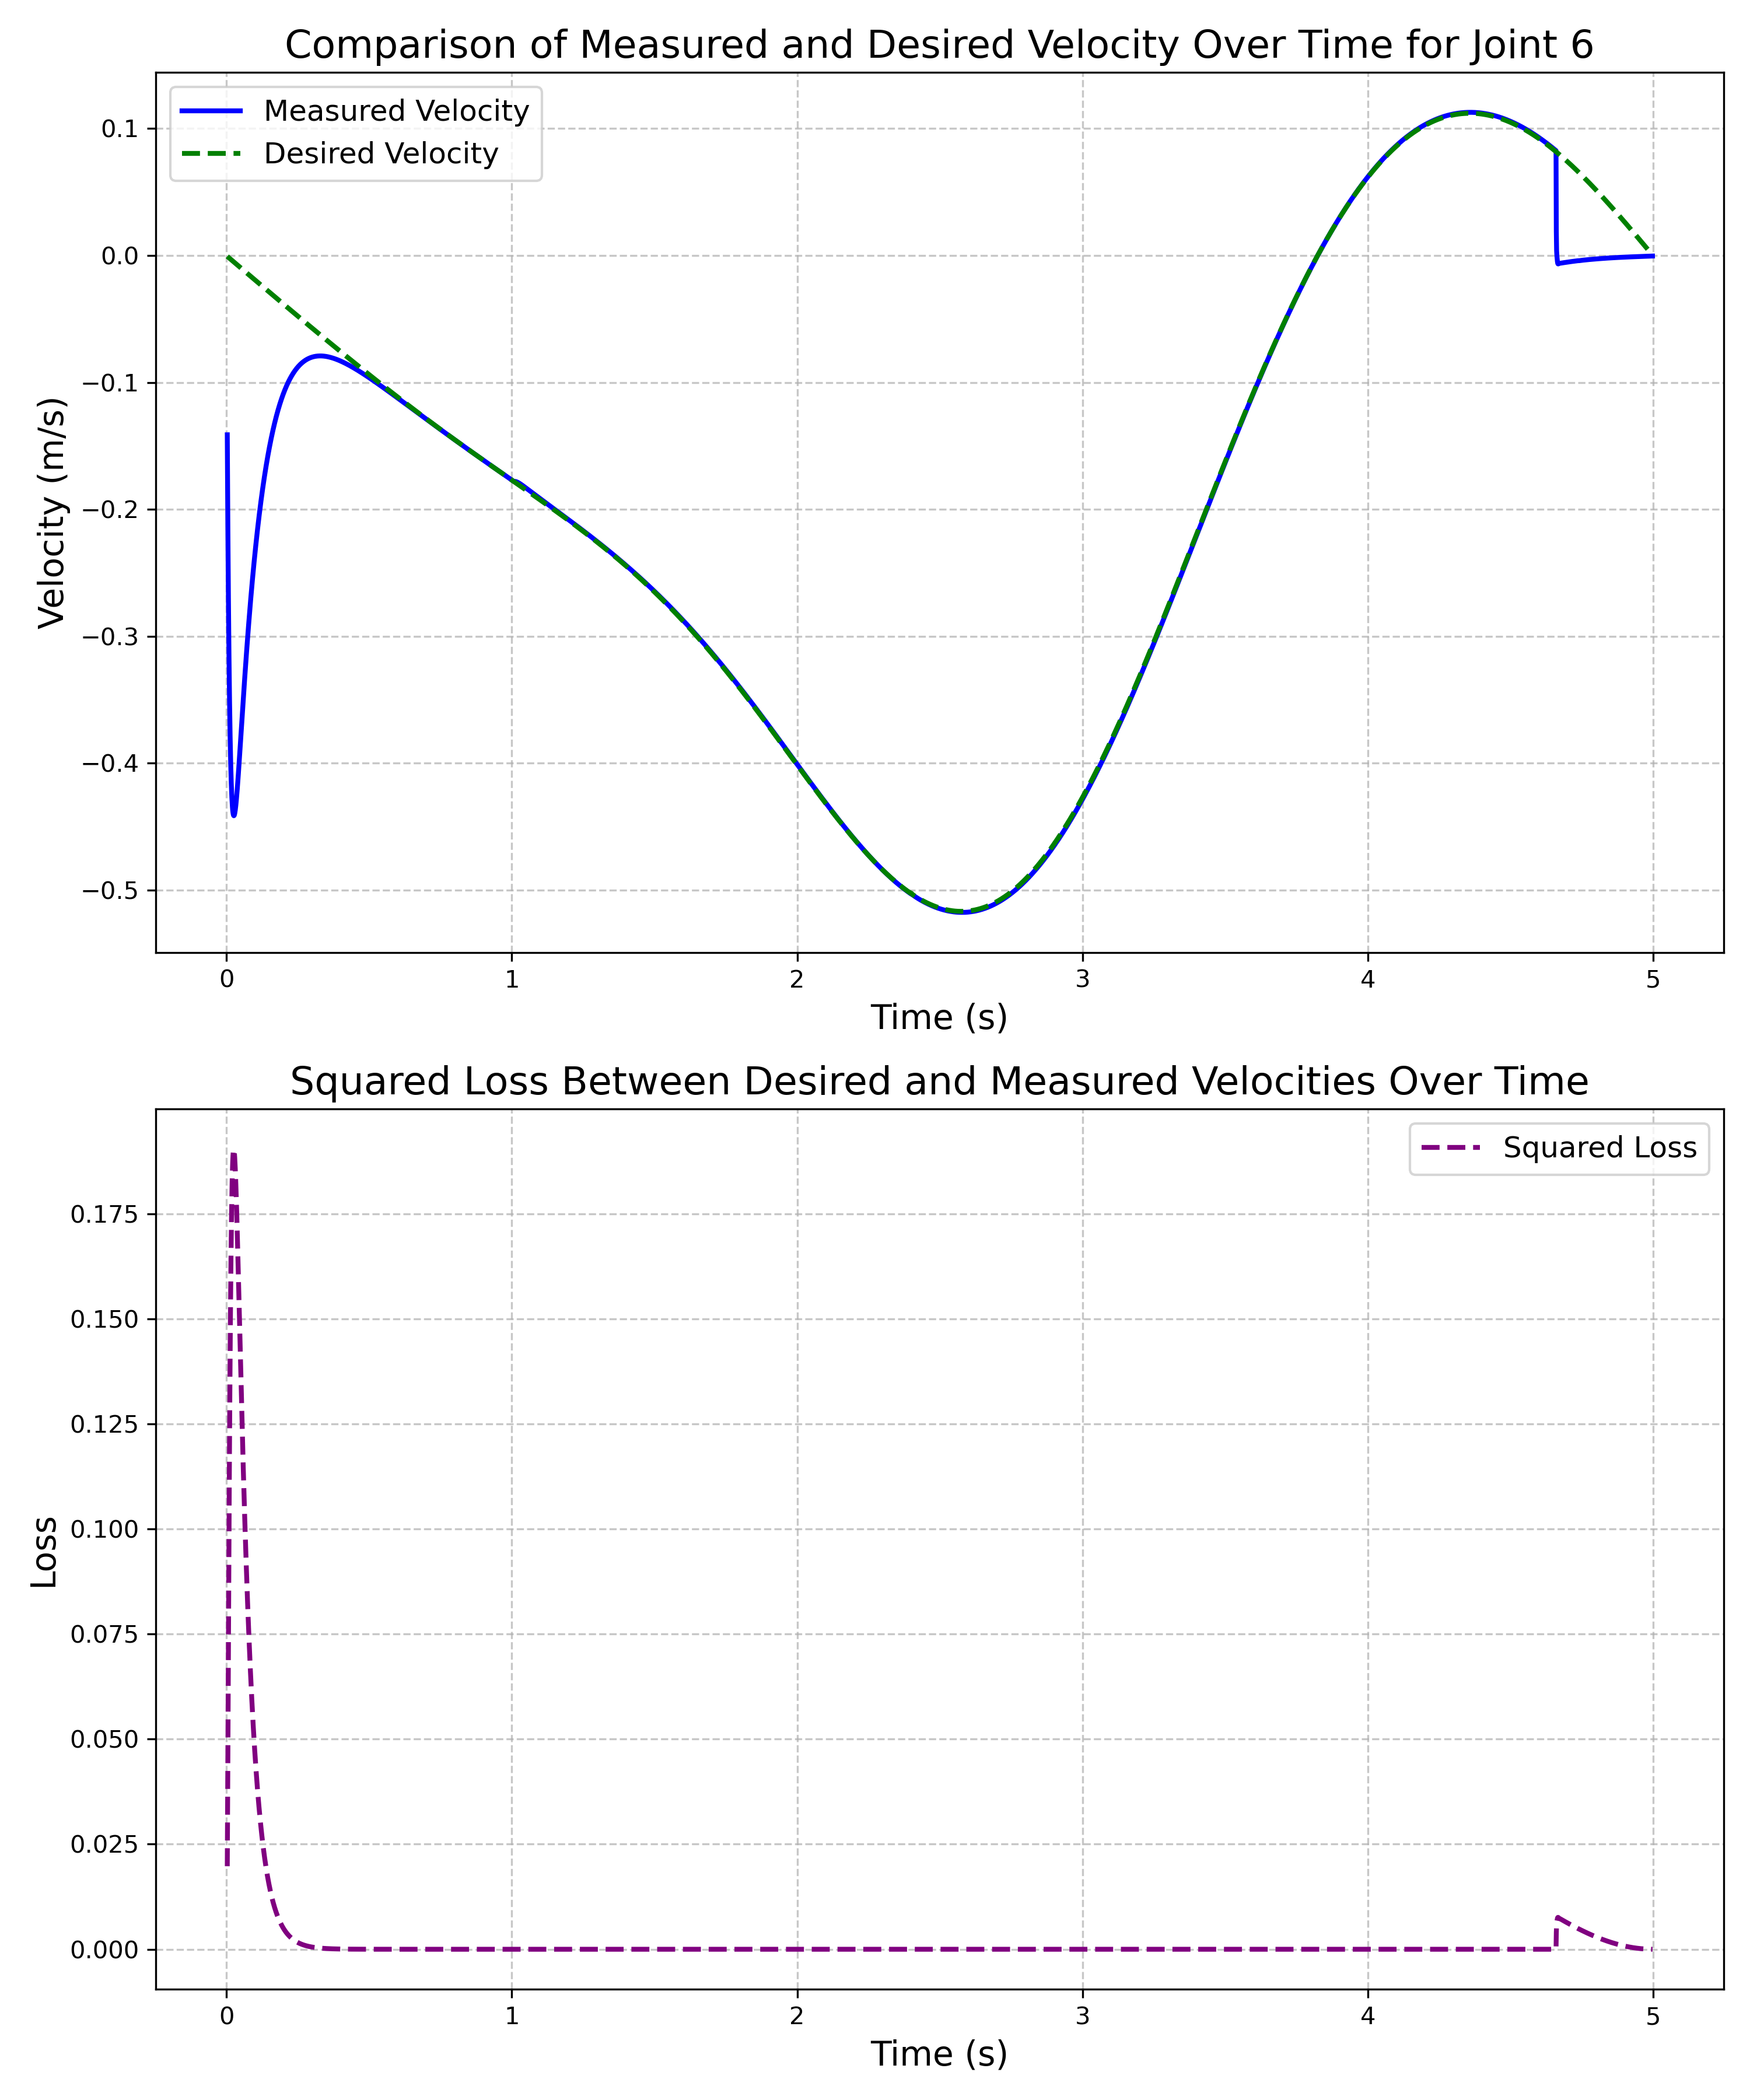 Comparison of Measured and Desired Velocity Over Time for Joint 6
Measured Velocity
Desired Velocity
Velocity (m/s)
0.1
0.0
−0.1
−0.2
−0.3
−0.4
−0.5
0 1 2 3 4 5
Time (s)
Squared Loss Between Desired and Measured Velocities Over Time
Squared Loss
Loss
0.175
0.150
0.125
0.100
0.075
0.050
0.025
0.000
0 1 2 3 4 5
Time (s)